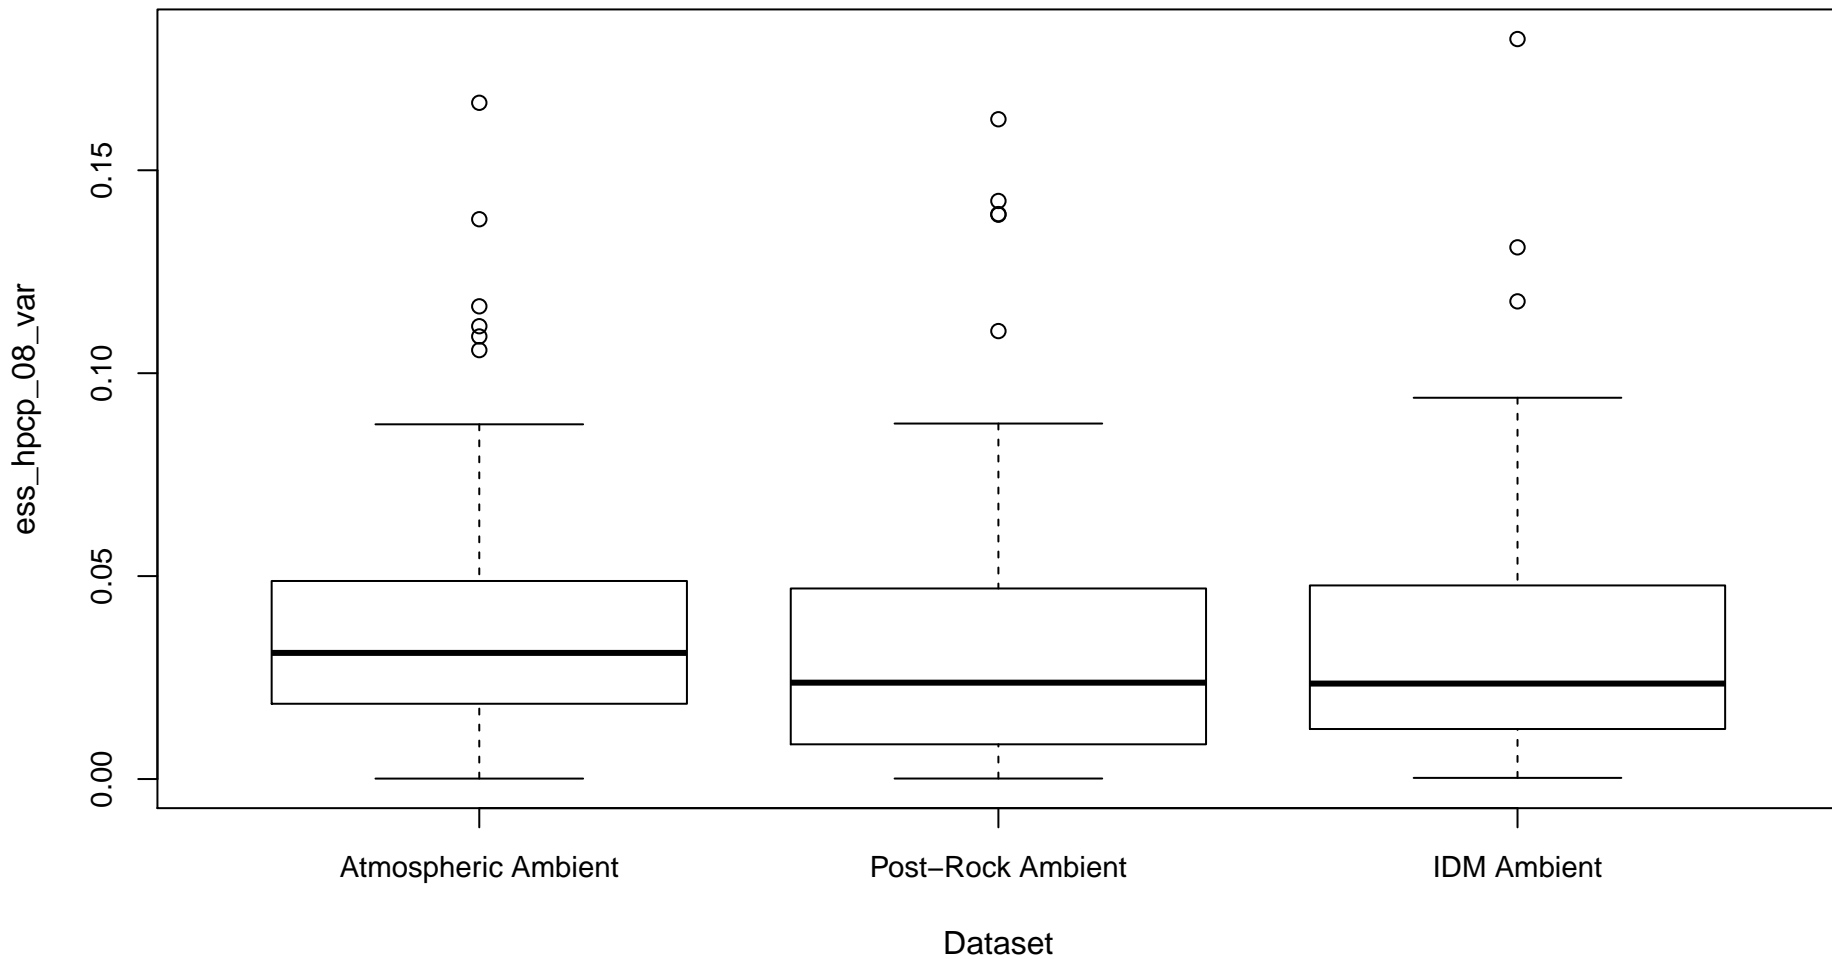 ess_hpcp_08_var
0.15
0.10
0.05
0.00
Atmospheric Ambient
Post−Rock Ambient
IDM Ambient
Dataset